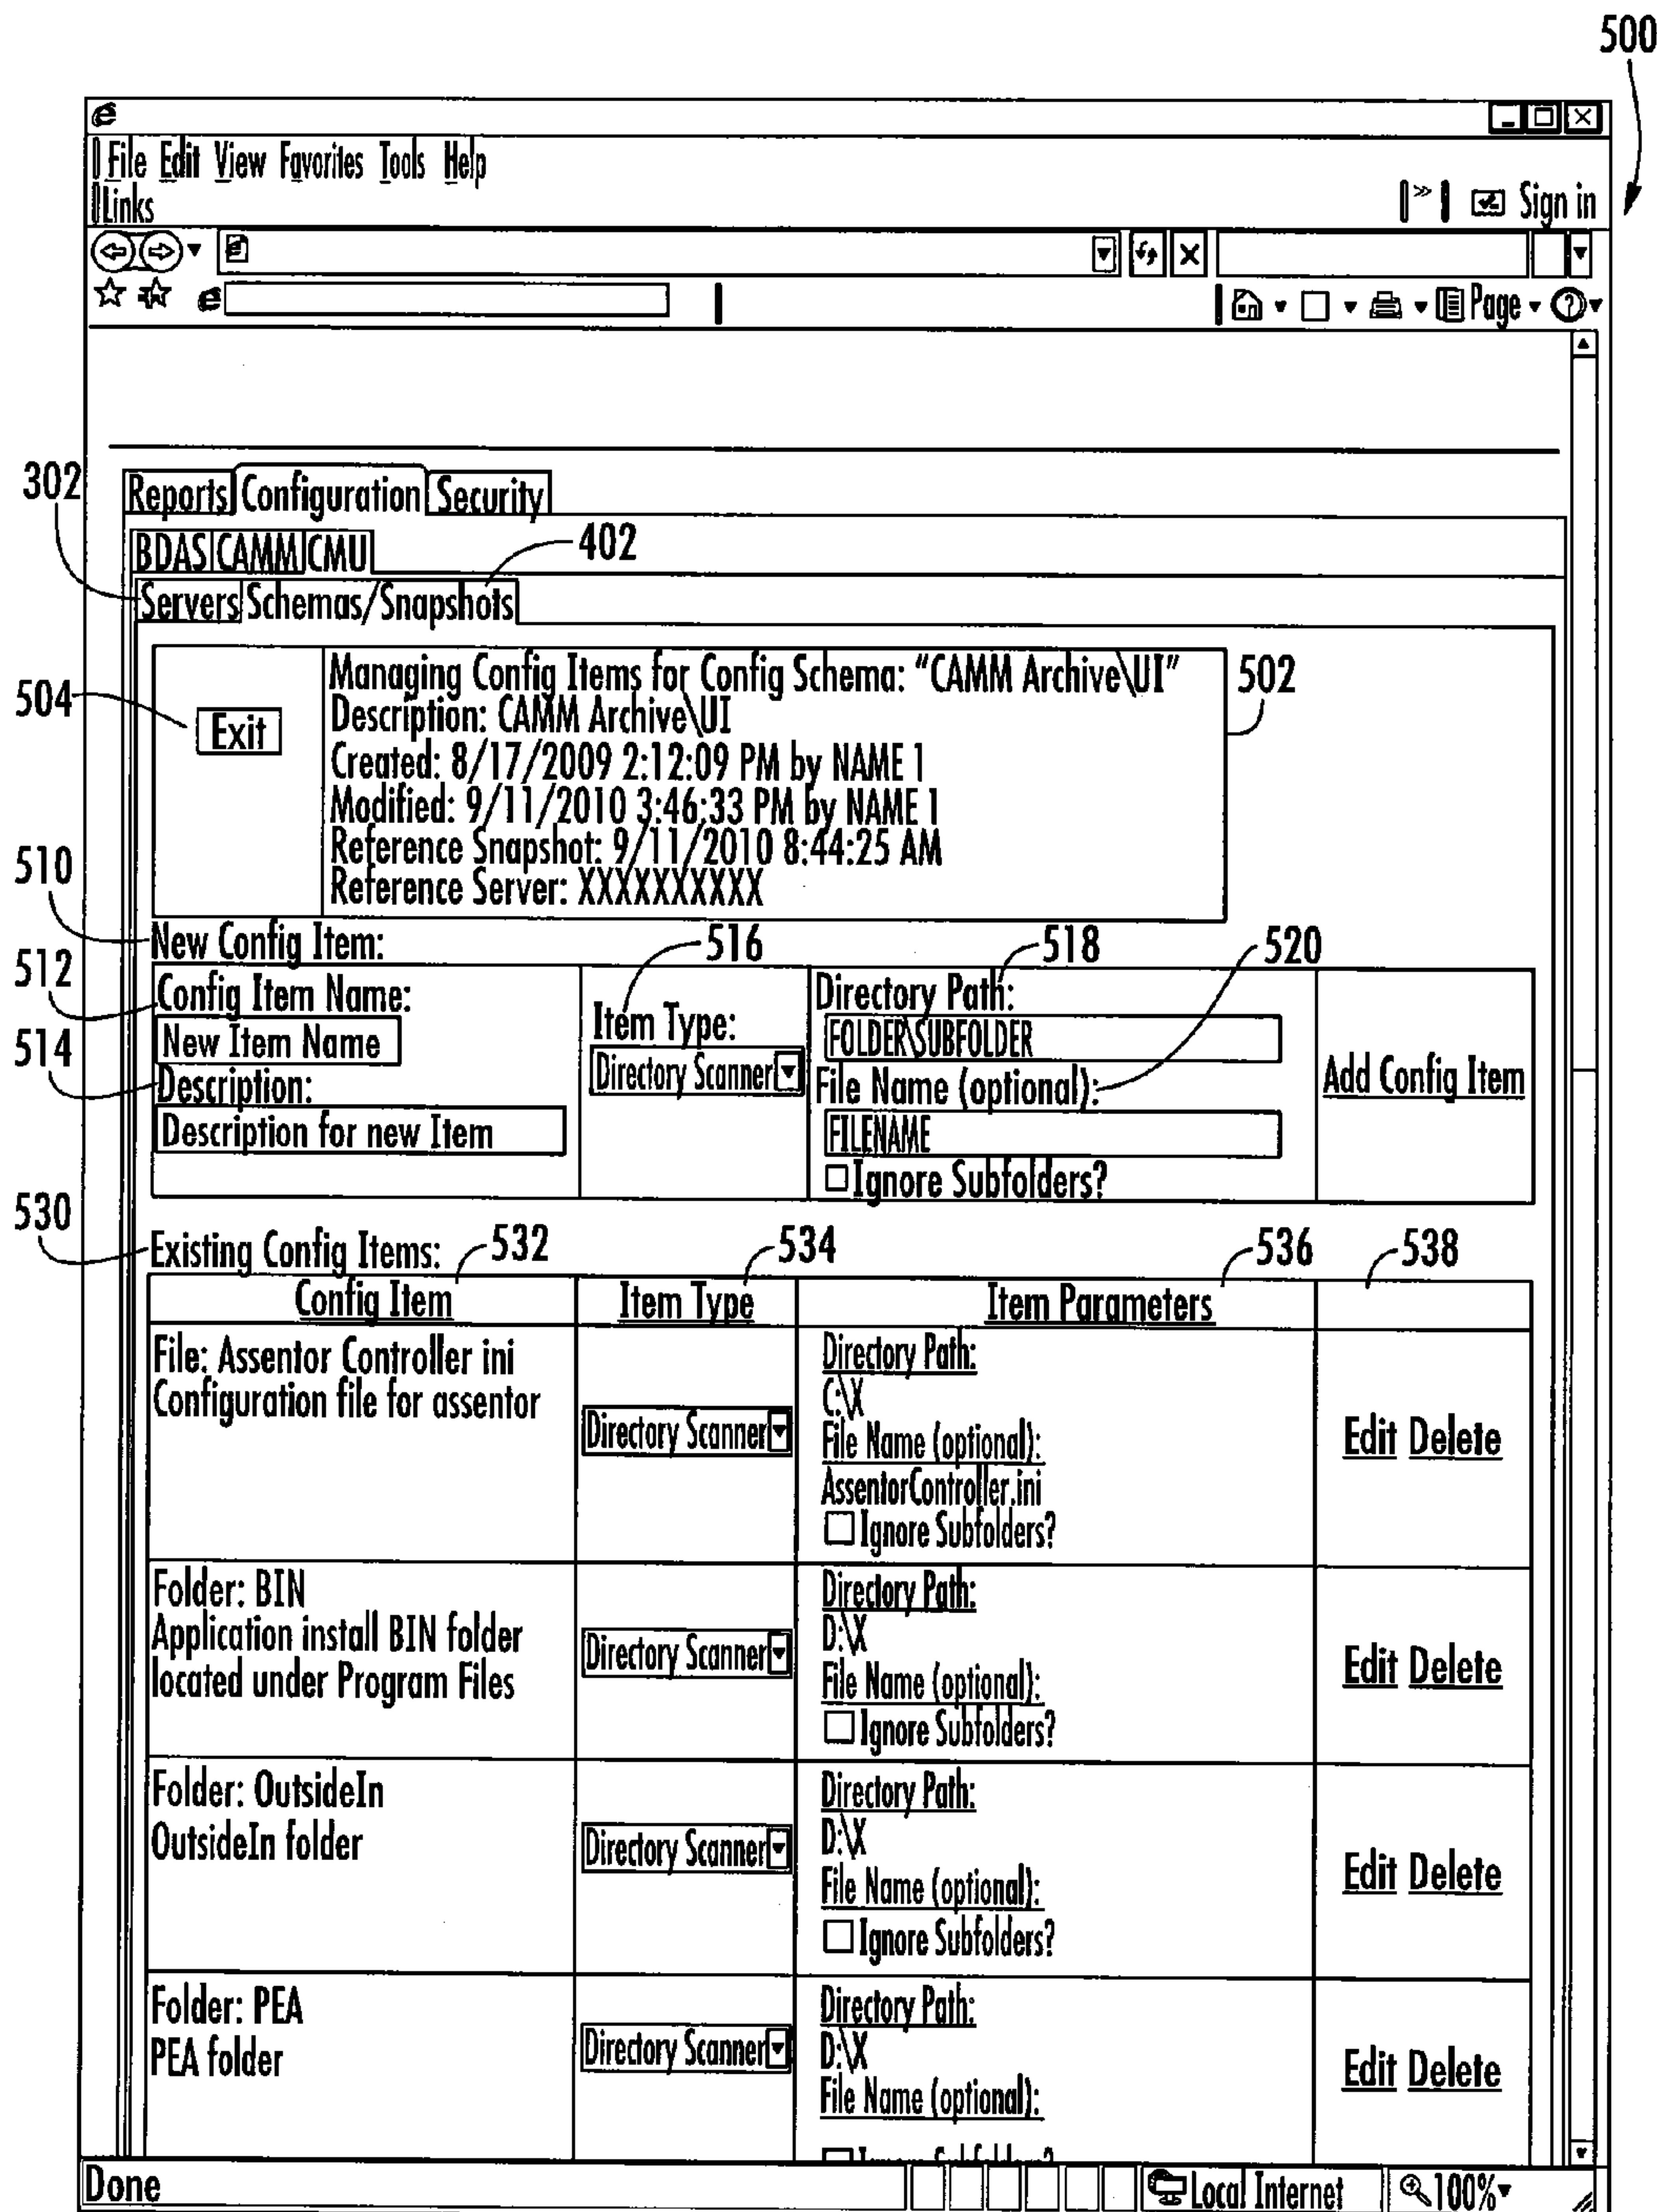 500
File Edit View Favorites Tools Help
Links
» Sign in
Page
302
Reports Configuration Security
BDAS CAMM CMU
402
Servers Schemas/Snapshots
504
Exit
Managing Config Items for Config Schema: “CAMM Archive\UI”
Description: CAMM Archive\UI
Created: 8/17/2009 2:12:09 PM by NAME 1
Modified: 9/11/2010 3:46:33 PM by NAME 1
Reference Snapshot: 9/11/2010 8:44:25 AM
Reference Server: XXXXXXXXXX
502
510
New Config Item:
516
518
520
512
Config Item Name:
New Item Name
514
Description:
Description for new Item
Item Type:
Directory Scanner
Directory Path:
FOLDER\SUBFOLDER
File Name (optional):
FILENAME
Ignore Subfolders?
Add Config Item
530
Existing Config Items:
532
534
536
538
Config Item Item Type Item Parameters
File: Assentor Controller ini
Configuration file for assentor
Directory Scanner
Directory Path:
C:\X
File Name (optional):
AssentorController.ini
Ignore Subfolders?
Edit Delete
Folder: BIN
Application install BIN folder
located under Program Files
Directory Scanner
Directory Path:
D:\X
File Name (optional):
Ignore Subfolders?
Edit Delete
Folder: OutsideIn
OutsideIn folder
Directory Scanner
Directory Path:
D:\X
File Name (optional):
Ignore Subfolders?
Edit Delete
Folder: PEA
PEA folder
Directory Scanner
Directory Path:
D:\X
File Name (optional):
Ignore Subfolders?
Edit Delete
Done
Local Internet
100%